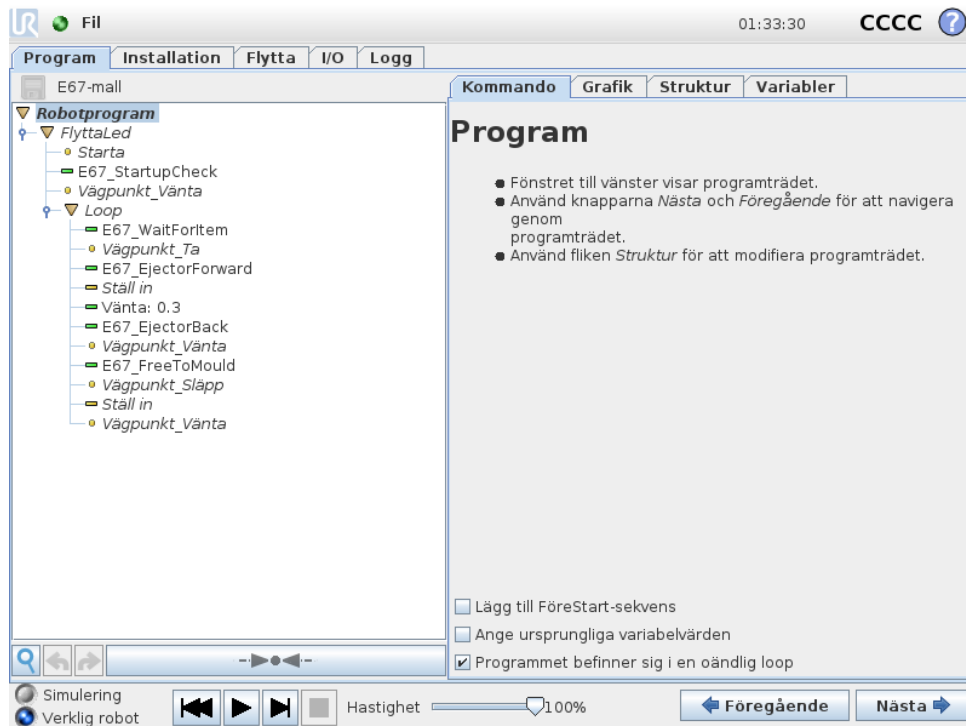 Fil
01:33:30
CCCC
?
Program Installation Flytta I/O Logg
E67-mall
Robotprogram
FlyttaLed
Starta
E67_StartupCheck
Vägpunkt_Vänta
Loop
E67_WaitForItem
Vägpunkt_Ta
E67_EjectorForward
Ställ in
Vänta: 0.3
E67_EjectorBack
Vägpunkt_Vänta
E67_FreeToMould
Vägpunkt_Släpp
Ställ in
Vägpunkt_Vänta
Kommando Grafik Struktur Variabler
Program
Fönstret till vänster visar programträdet.
Använd knapparna Nästa och Föregående för att navigera
genom
programträdet.
Använd fliken Struktur för att modifiera programträdet.
Lägg till FöreStart-sekvens
Ange ursprungliga variabelvärden
Programmet befinner sig i en oändlig loop
Simulering
Verklig robot
Hastighet 100%
Föregående
Nästa